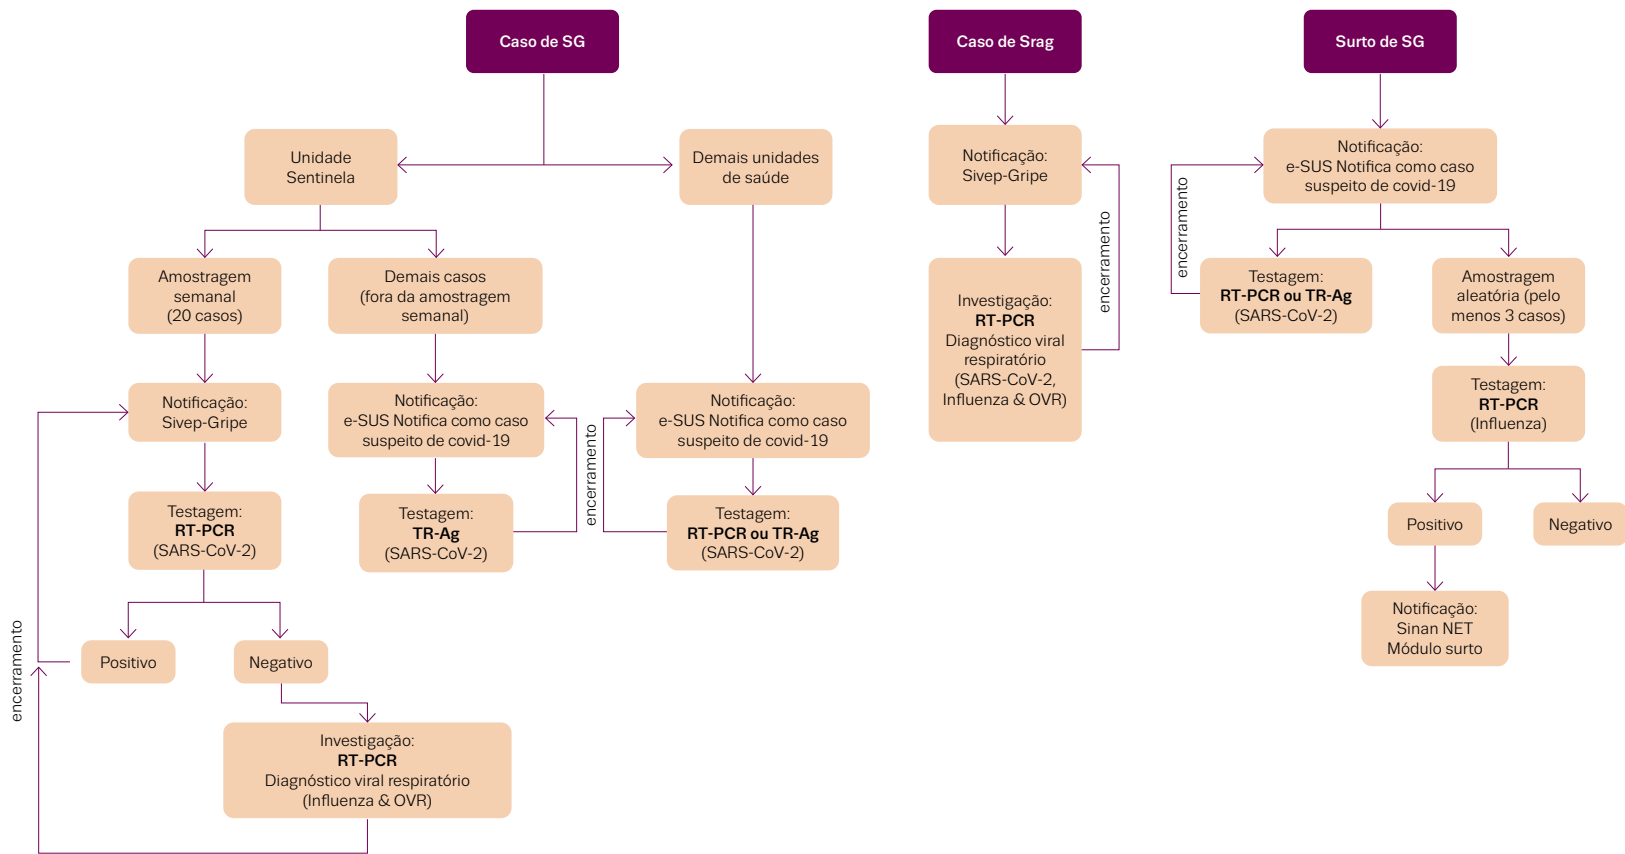 Caso de SG
Unidade
Sentinela
Demais unidades
de saúde
Amostragem
semanal
(20 casos)
Demais casos
(fora da amostragem
semanal)
Notificação:
Sivep-Gripe
Notificação:
e-SUS Notifica como caso
suspeito de covid-19
Notificação:
e-SUS Notifica como caso
suspeito de covid-19
encerramento
Testagem:
RT-PCR
(SARS-CoV-2)
Testagem:
TR-Ag
(SARS-CoV-2)
Testagem:
RT-PCR ou TR-Ag
(SARS-CoV-2)
encerramento
Positivo
Negativo
Investigação:
RT-PCR
Diagnóstico viral respiratório
(Influenza & OVR)
Caso de Srag
Notificação:
Sivep-Gripe
encerramento
Investigação:
RT-PCR
Diagnóstico viral
respiratório
(SARS-CoV-2,
Influenza & OVR)
Surto de SG
Notificação:
e-SUS Notifica como caso
suspeito de covid-19
encerramento
Testagem:
RT-PCR ou TR-Ag
(SARS-CoV-2)
Amostragem
aleatória (pelo
menos 3 casos)
Testagem:
RT-PCR
(Influenza)
Positivo
Negativo
Notificação:
Sinan NET
Módulo surto